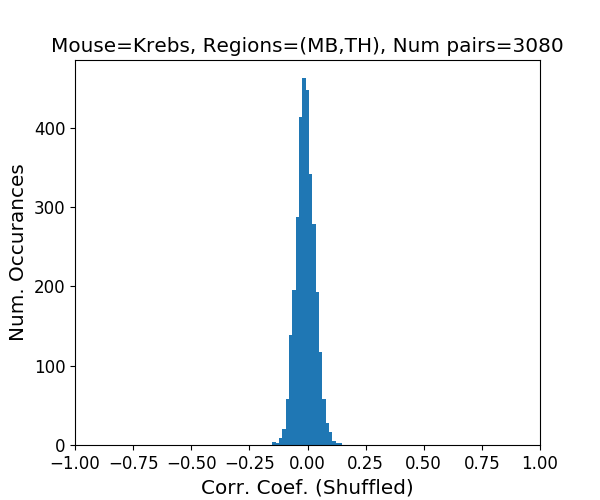 Mouse=Krebs, Regions=(MB,TH), Num pairs=3080
Num. Occurances
400
300
200
100
0
−1.00 −0.75 −0.50 −0.25 0.00 0.25 0.50 0.75 1.00
Corr. Coef. (Shuffled)